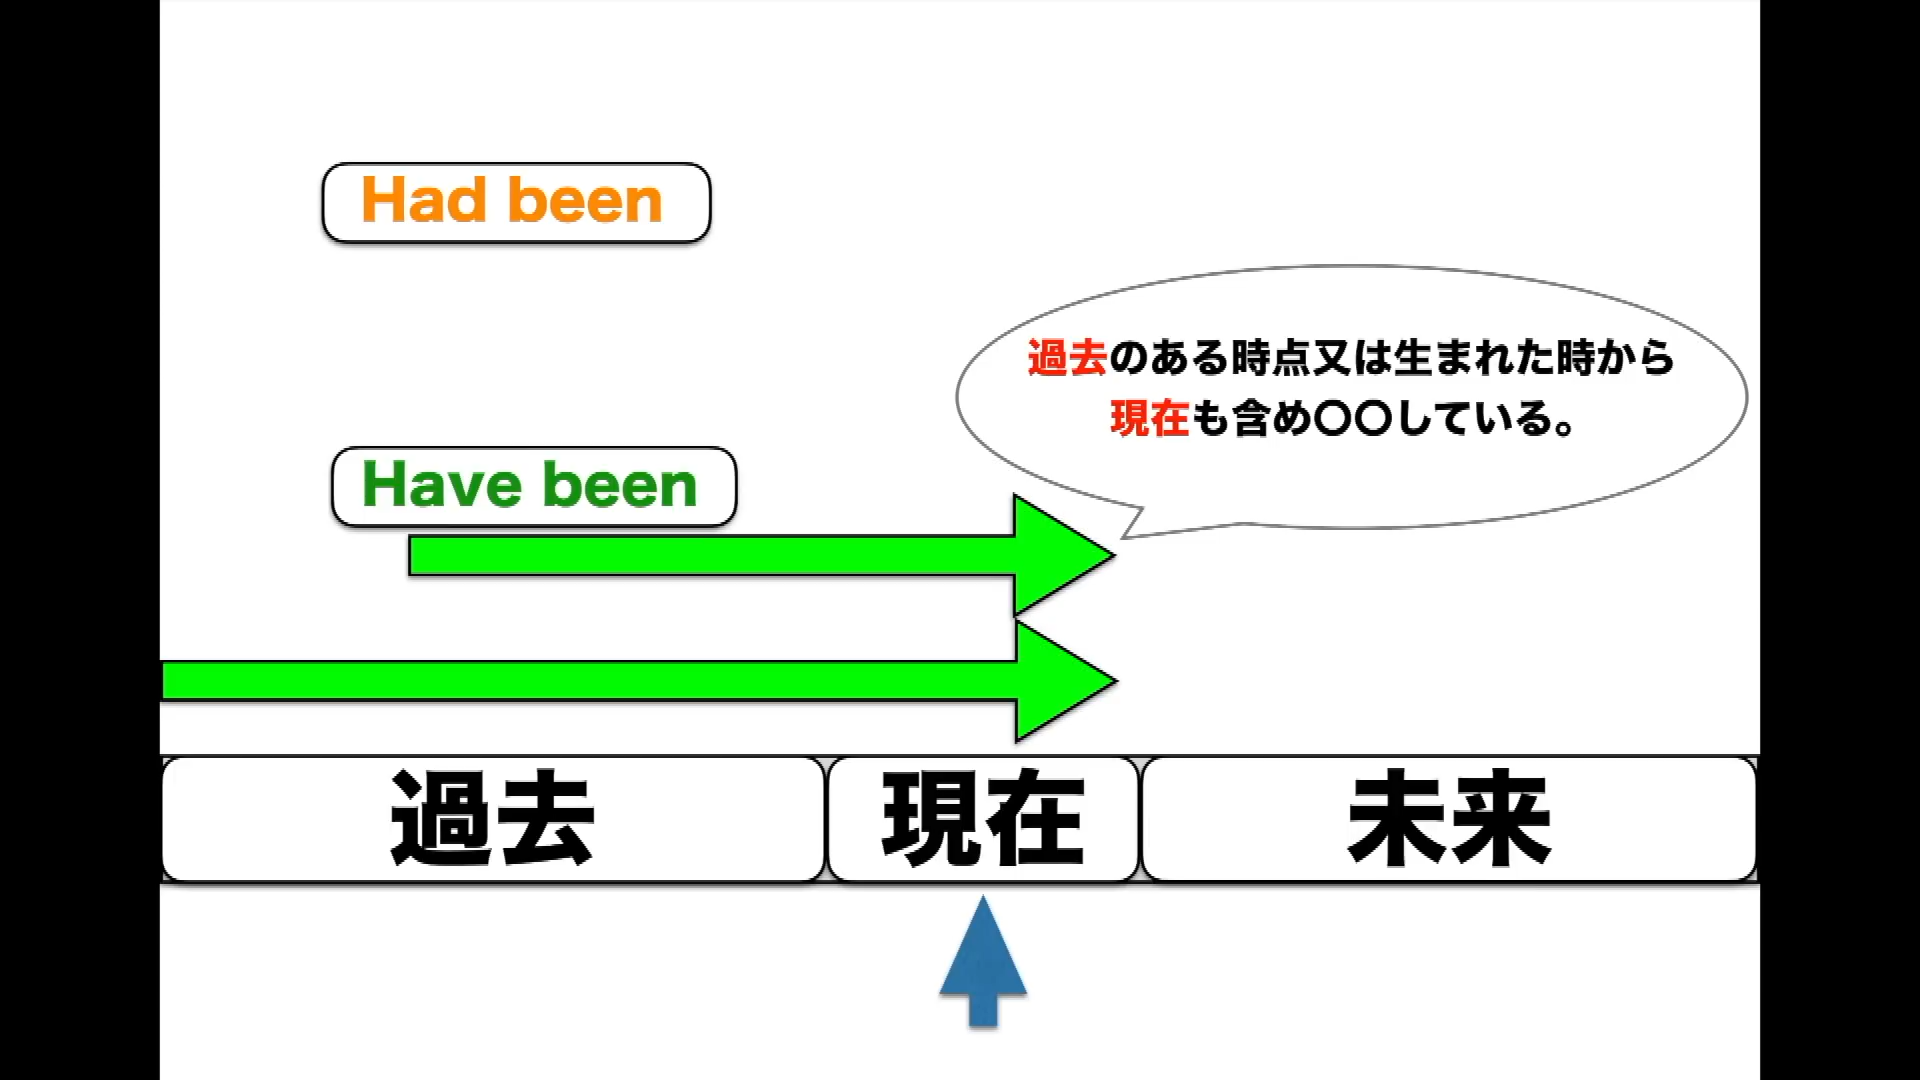 Had been
過去のある時点又は生まれた時から
現在も含め〇〇している。
Have been
過去
現在
未来